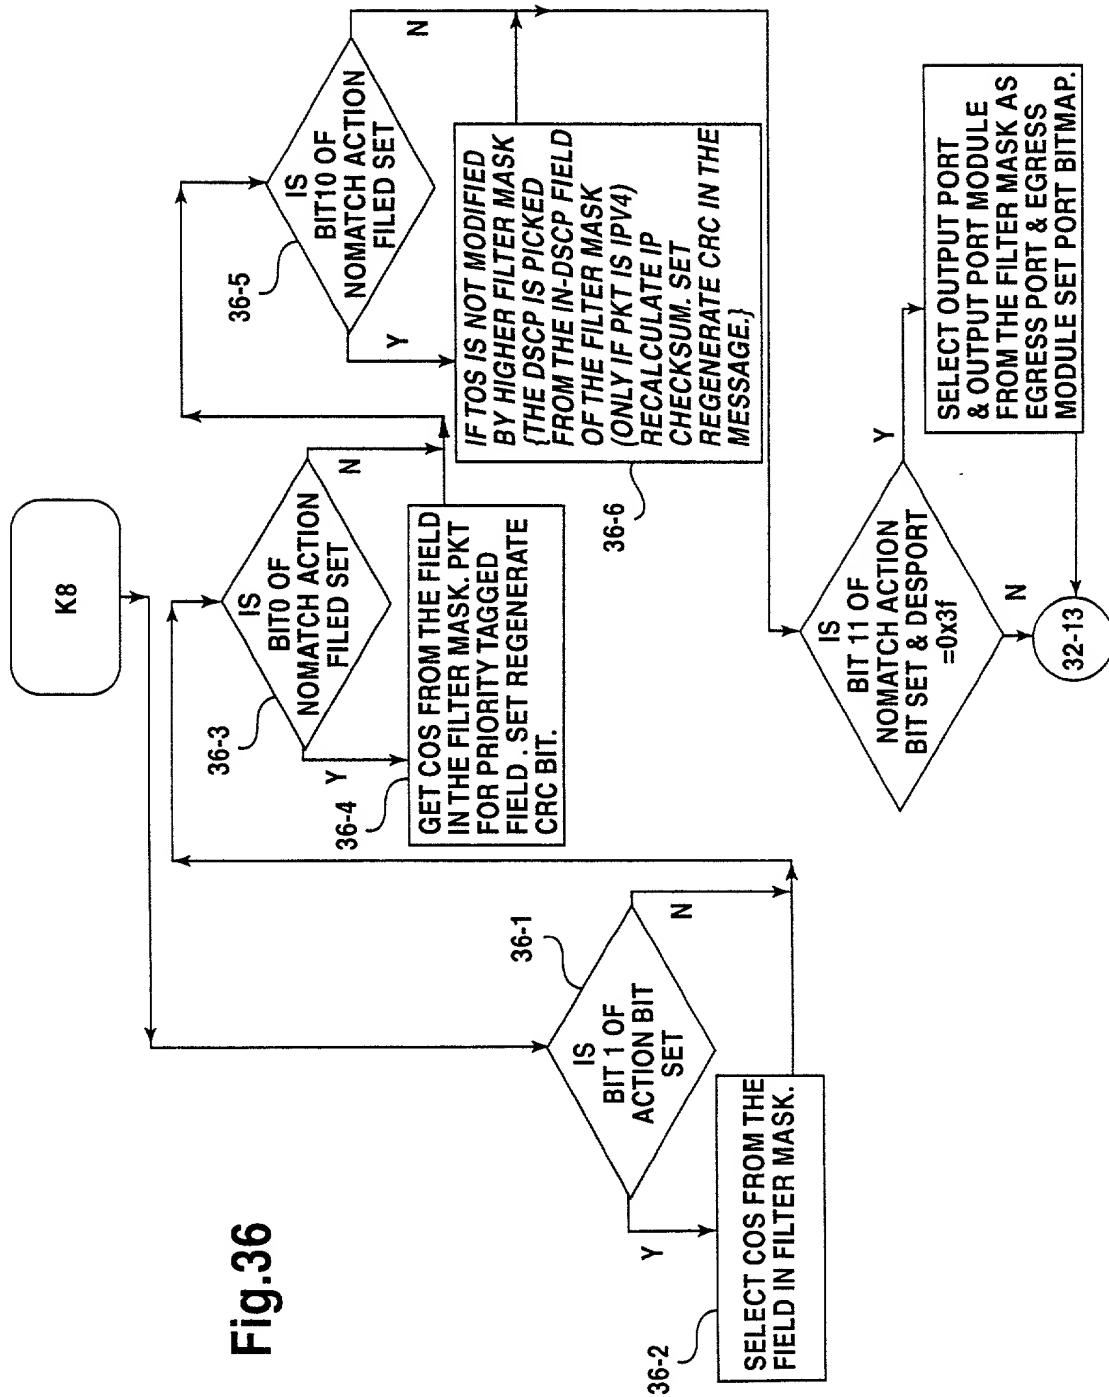 Fig.36
K8
36-1
IS
BIT 1 OF
ACTION BIT
SET
Y
N
36-2
SELECT COS FROM THE
FIELD IN FILTER MASK.
36-3
IS
BIT0 OF
NOMATCH ACTION
FILED SET
Y
N
36-4
GET COS FROM THE FIELD
IN THE FILTER MASK. PKT
FOR PRIORITY TAGGED
FIELD . SET REGENERATE
CRC BIT.
36-5
IS
BIT10 OF
NOMATCH ACTION
FILED SET
Y
N
36-6
IF TOS IS NOT MODIFIED
BY HIGHER FILTER MASK
{THE DSCP IS PICKED
FROM THE IN-DSCP FIELD
OF THE FILTER MASK
(ONLY IF PKT IS IPV4)
RECALCULATE IP
CHECKSUM. SET
REGENERATE CRC IN THE
MESSAGE.}
IS
BIT 11 OF
NOMATCH ACTION
BIT SET & DESPORT
=0x3f
Y
N
SELECT OUTPUT PORT
& OUTPUT PORT MODULE
FROM THE FILTER MASK AS
EGRESS PORT & EGRESS
MODULE SET PORT BITMAP.
32-13